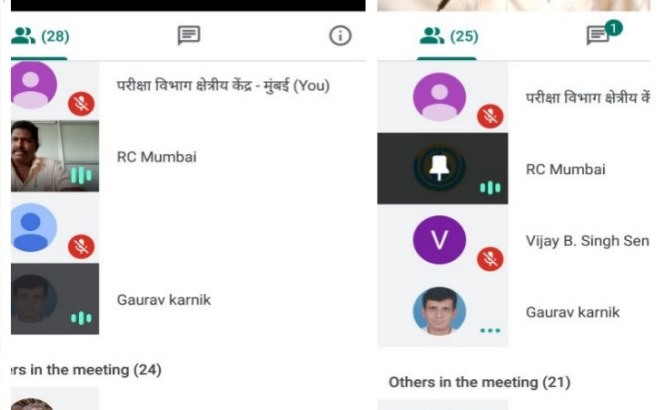 (28)
परीक्षा विभाग क्षेत्रीय केंद्र - मुंबई (You)
RC Mumbai
Gaurav karnik
in the meeting (24)
(25)
1
परीक्षा विभाग क्षेत्रीय
RC Mumbai
V
Vijay B. Singh Sen
Gaurav karnik
Others in the meeting (21)